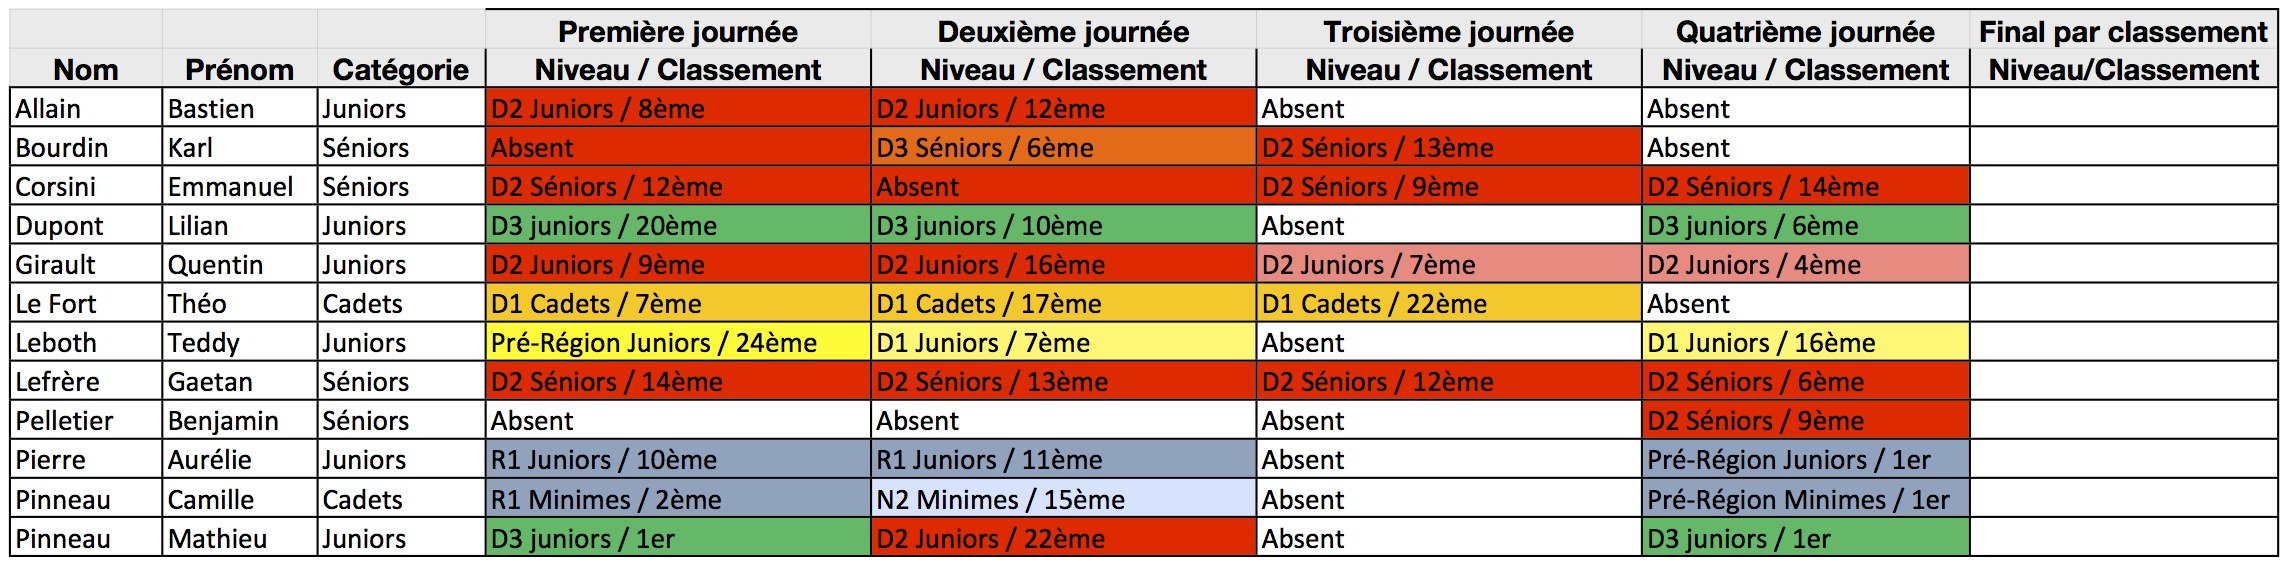 Première journée Deuxième journée Troisième journée Quatrième journée Final par classement
Nom Prénom Catégorie Niveau / Classement Niveau / Classement Niveau / Classement Niveau / Classement Niveau/Classement
Allain Bastien Juniors D2 Juniors / 8ème D2 Juniors / 12ème Absent Absent
Bourdin Karl Séniors Absent D3 Séniors / 6ème D2 Séniors / 13ème Absent
Corsini Emmanuel Séniors D2 Séniors / 12ème Absent D2 Séniors / 9ème D2 Séniors / 14ème
Dupont Lilian Juniors D3 juniors / 20ème D3 juniors / 10ème Absent D3 juniors / 6ème
Girault Quentin Juniors D2 Juniors / 9ème D2 Juniors / 16ème D2 Juniors / 7ème D2 Juniors / 4ème
Le Fort Théo Cadets D1 Cadets / 7ème D1 Cadets / 17ème D1 Cadets / 22ème Absent
Leboth Teddy Juniors Pré-Région Juniors / 24ème D1 Juniors / 7ème Absent D1 Juniors / 16ème
Lefrère Gaetan Séniors D2 Séniors / 14ème D2 Séniors / 13ème D2 Séniors / 12ème D2 Séniors / 6ème
Pelletier Benjamin Séniors Absent Absent Absent D2 Séniors / 9ème
Pierre Aurélie Juniors R1 Juniors / 10ème R1 Juniors / 11ème Absent Pré-Région Juniors / 1er
Pinneau Camille Cadets R1 Minimes / 2ème N2 Minimes / 15ème Absent Pré-Région Minimes / 1er
Pinneau Mathieu Juniors D3 juniors / 1er D2 Juniors / 22ème Absent D3 juniors / 1er